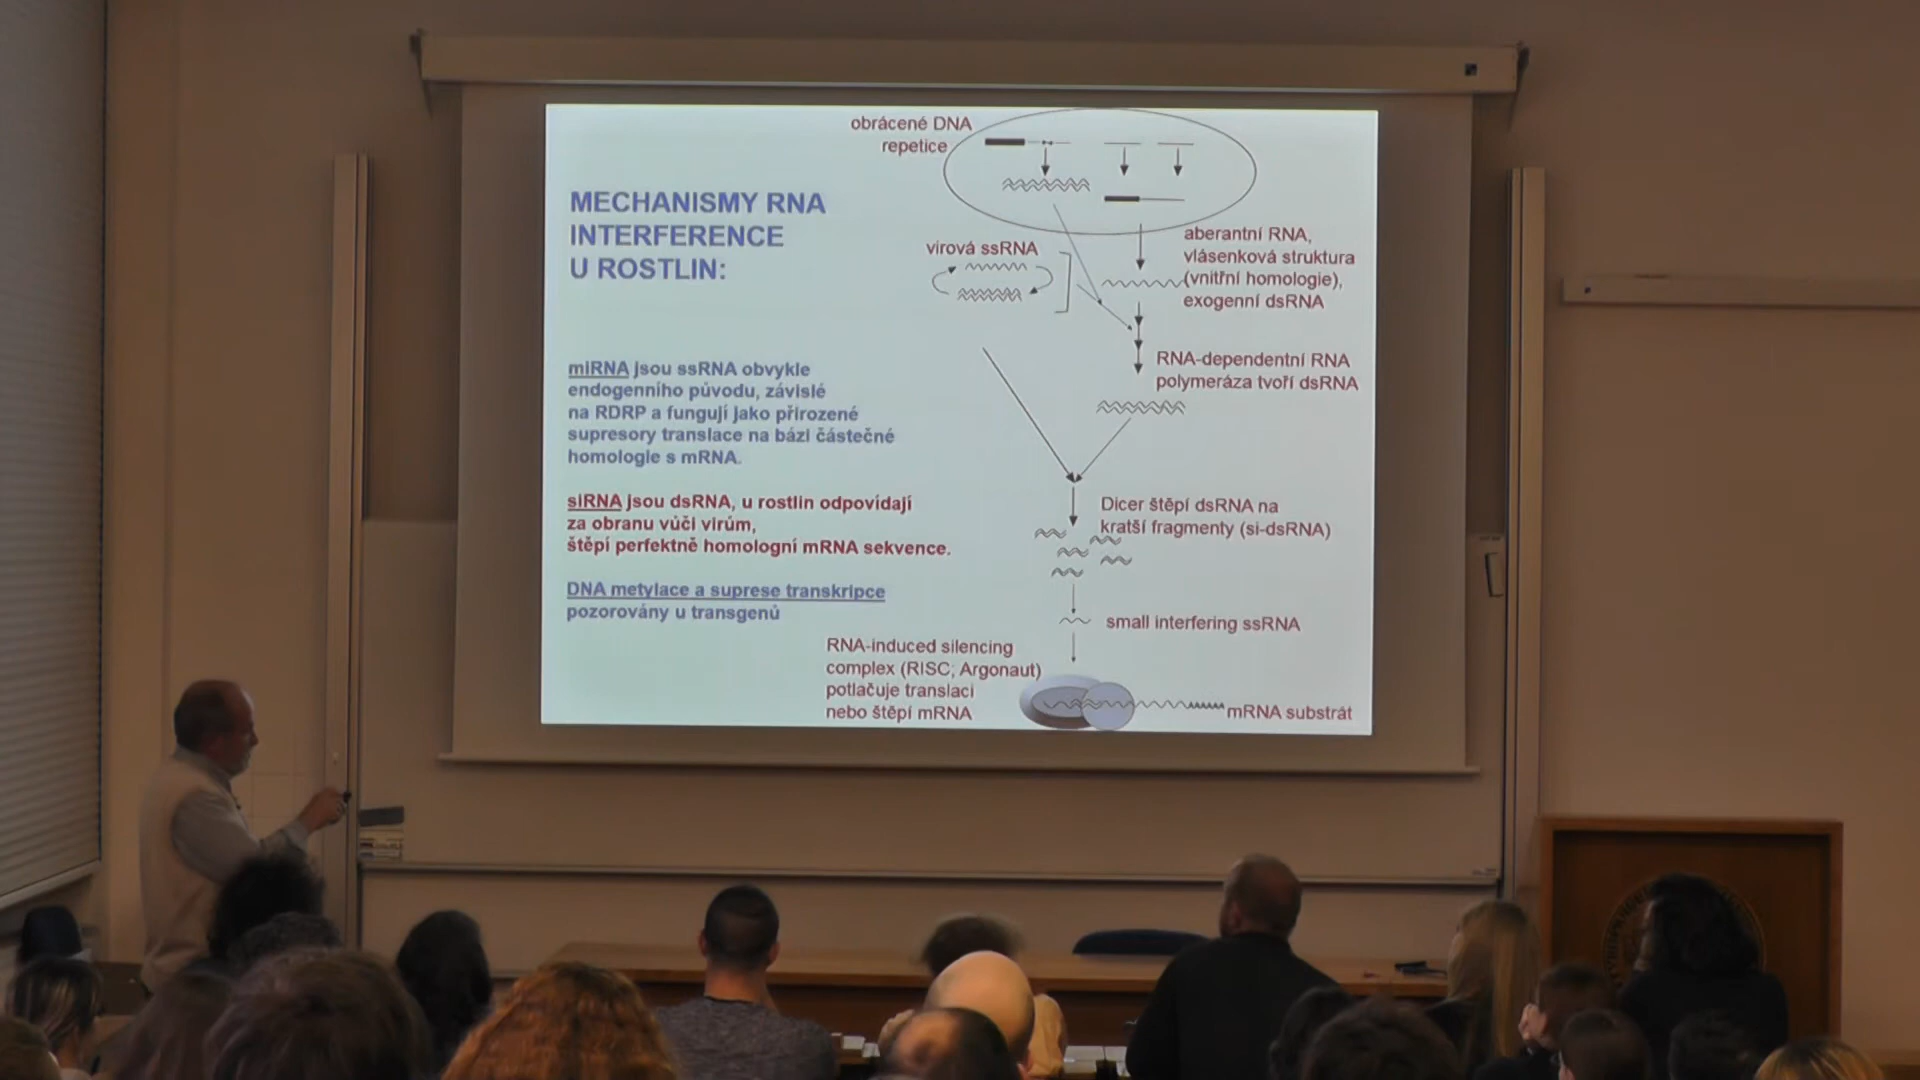 obrácené DNA
repetice
MECHANISMY RNA
INTERFERENCE
U ROSTLIN:
virová ssRNA
aberantní RNA,
vlásenková struktura
(vnitřní homologie),
exogenní dsRNA
RNA-dependentní RNA
polymeráza tvoří dsRNA
miRNA jsou ssRNA obvykle
endogenního původu, závislé
na RDRP a fungují jako přirozené
supresory translace na bázi částečné
homologie s mRNA.
siRNA jsou dsRNA, u rostlin odpovídají
za obranu vůči virům,
štěpí perfektně homologní mRNA sekvence.
DNA metylace a suprese transkripce
pozorovány u transgenů
Dicer štěpí dsRNA na
kratší fragmenty (si-dsRNA)
small interfering ssRNA
RNA-induced silencing
complex (RISC; Argonaut)
potlačuje translaci
nebo štěpí mRNA
mRNA substrát